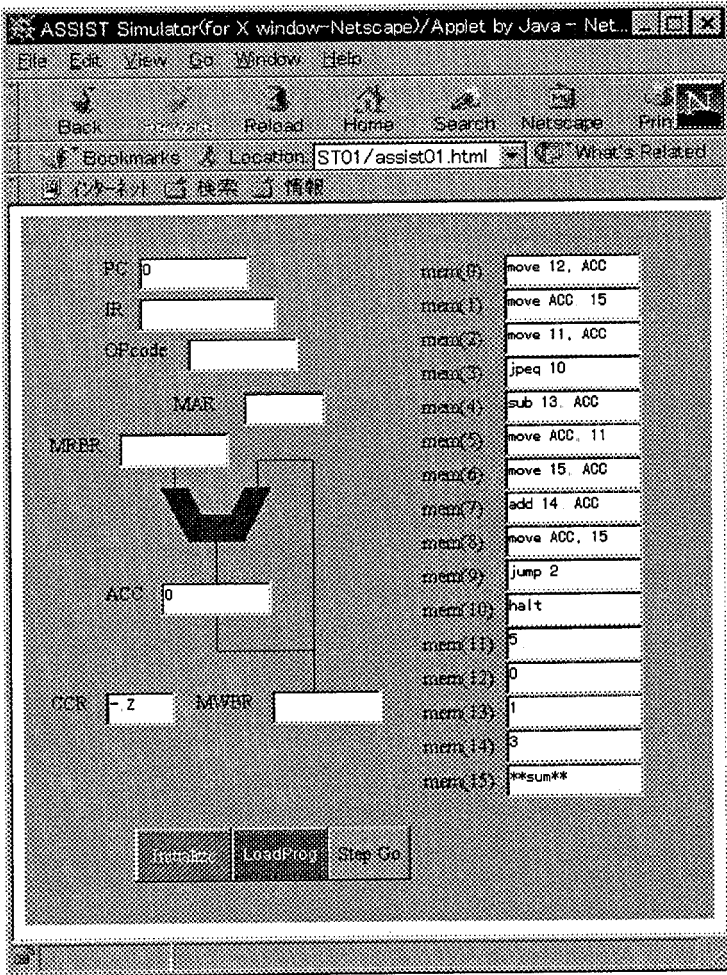 ASSIST Simulator(for X window-Netscape)/Applet by Java - Net...
File Edit View Go Window Help
Back Reload Home Search Netscape Prin
Bookmarks Location: ST01/assist01.html What's Related
インターネット 検索 情報
PC 0
IR
OPcode
MAR
MRBR
ACC 0
CCR -.Z MWBR
mem(0) move 12, ACC
mem(1) move ACC. 15
mem(2) move 11, ACC
mem(3) jpeq 10
mem(4) sub 13. ACC
mem(5) move ACC. 11
mem(6) move 15. ACC
mem(7) add 14. ACC
mem(8) move ACC, 15
mem(9) jump 2
mem(10) halt
mem(11) 5
mem(12) 0
mem(13) 1
mem(14) 3
mem(15) **sum**
Initialize LoadProg Step Go